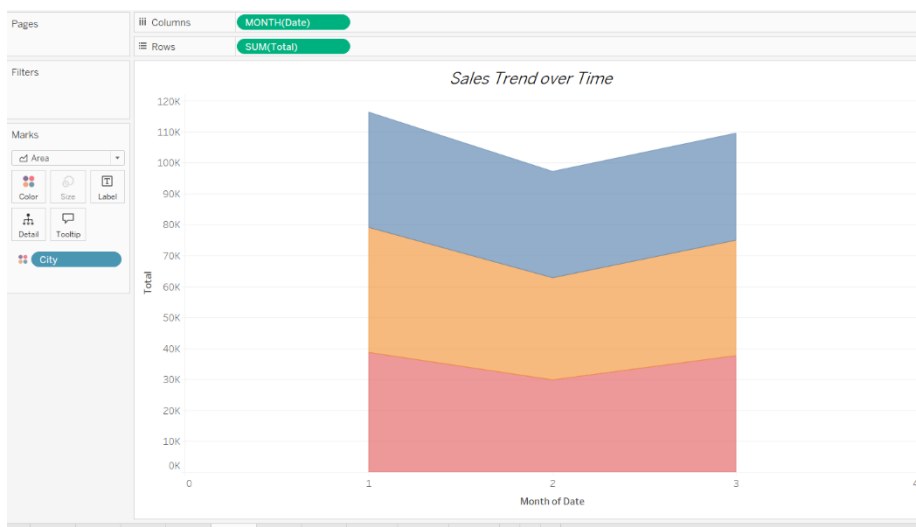 Pages
Columns
MONTH(Date)
Rows
SUM(Total)
Filters
Marks
Area
Color
Size
Label
Detail
Tooltip
City
Sales Trend over Time
120K
110K
100K
90K
80K
70K
60K
50K
40K
30K
20K
10K
0K
Total
0 1 2 3 4
Month of Date